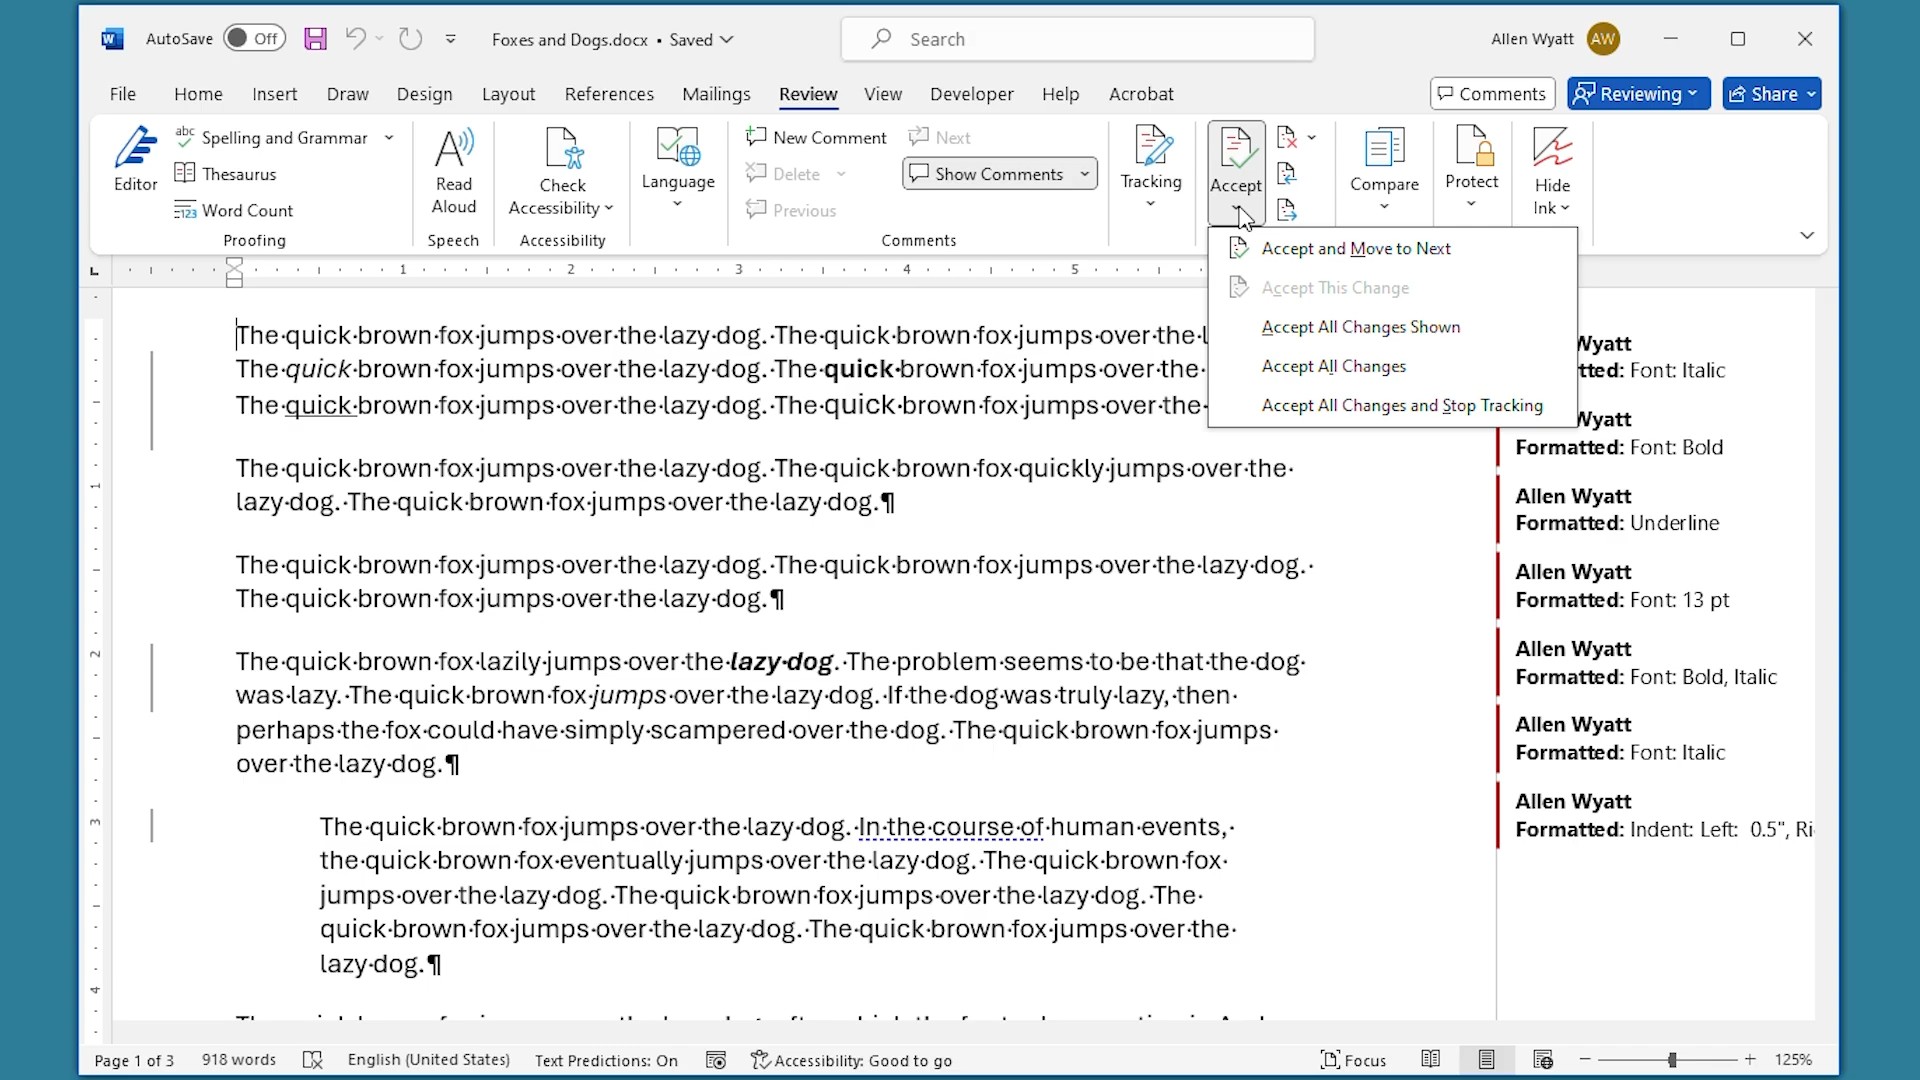 AutoSave Off Foxes and Dogs.docx • Saved Search Allen Wyatt AW
File Home Insert Draw Design Layout References Mailings Review View Developer Help Acrobat Comments Reviewing Share
Editor
abc Spelling and Grammar
Thesaurus
123 Word Count
Proofing
Read
Aloud
Speech
Check
Accessibility
Accessibility
Language
New Comment
Delete
Previous
Next
Show Comments
Comments
Tracking
Accept
Compare
Protect
Hide
Ink
Accept and Move to Next
Accept This Change
Accept All Changes Shown
Accept All Changes
Accept All Changes and Stop Tracking
1 2 3 4 5
The·quick·brown·fox·jumps·over·the·lazy·dog.·The·quick·brown·fox·jumps·over·the·
The·quick·brown·fox·jumps·over·the·lazy·dog.·The·quick·brown·fox·jumps·over·the·
The·quick·brown·fox·jumps·over·the·lazy·dog.·The·quick·brown·fox·jumps·over·the·
The·quick·brown·fox·jumps·over·the·lazy·dog.·The·quick·brown·fox·quickly·jumps·over·the·
lazy·dog.·The·quick·brown·fox·jumps·over·the·lazy·dog.¶
The·quick·brown·fox·jumps·over·the·lazy·dog.·The·quick·brown·fox·jumps·over·the·lazy·dog.·
The·quick·brown·fox·jumps·over·the·lazy·dog.¶
The·quick·brown·fox·lazily·jumps·over·the·lazy·dog.·The·problem·seems·to·be·that·the·dog·
was·lazy.·The·quick·brown·fox·jumps·over·the·lazy·dog.·If·the·dog·was·truly·lazy,·then·
perhaps·the·fox·could·have·simply·scampered·over·the·dog.·The·quick·brown·fox·jumps·
over·the·lazy·dog.¶
The·quick·brown·fox·jumps·over·the·lazy·dog.·In·the·course·of·human·events,·
the·quick·brown·fox·eventually·jumps·over·the·lazy·dog.·The·quick·brown·fox·
jumps·over·the·lazy·dog.·The·quick·brown·fox·jumps·over·the·lazy·dog.·The·
quick·brown·fox·jumps·over·the·lazy·dog.·The·quick·brown·fox·jumps·over·the·
lazy·dog.¶
1
2
3
4
Wyatt
tted: Font: Italic
Wyatt
Formatted: Font: Bold
Allen Wyatt
Formatted: Underline
Allen Wyatt
Formatted: Font: 13 pt
Allen Wyatt
Formatted: Font: Bold, Italic
Allen Wyatt
Formatted: Font: Italic
Allen Wyatt
Formatted: Indent: Left: 0.5", Ri
Page 1 of 3 918 words English (United States) Text Predictions: On Accessibility: Good to go Focus 125%